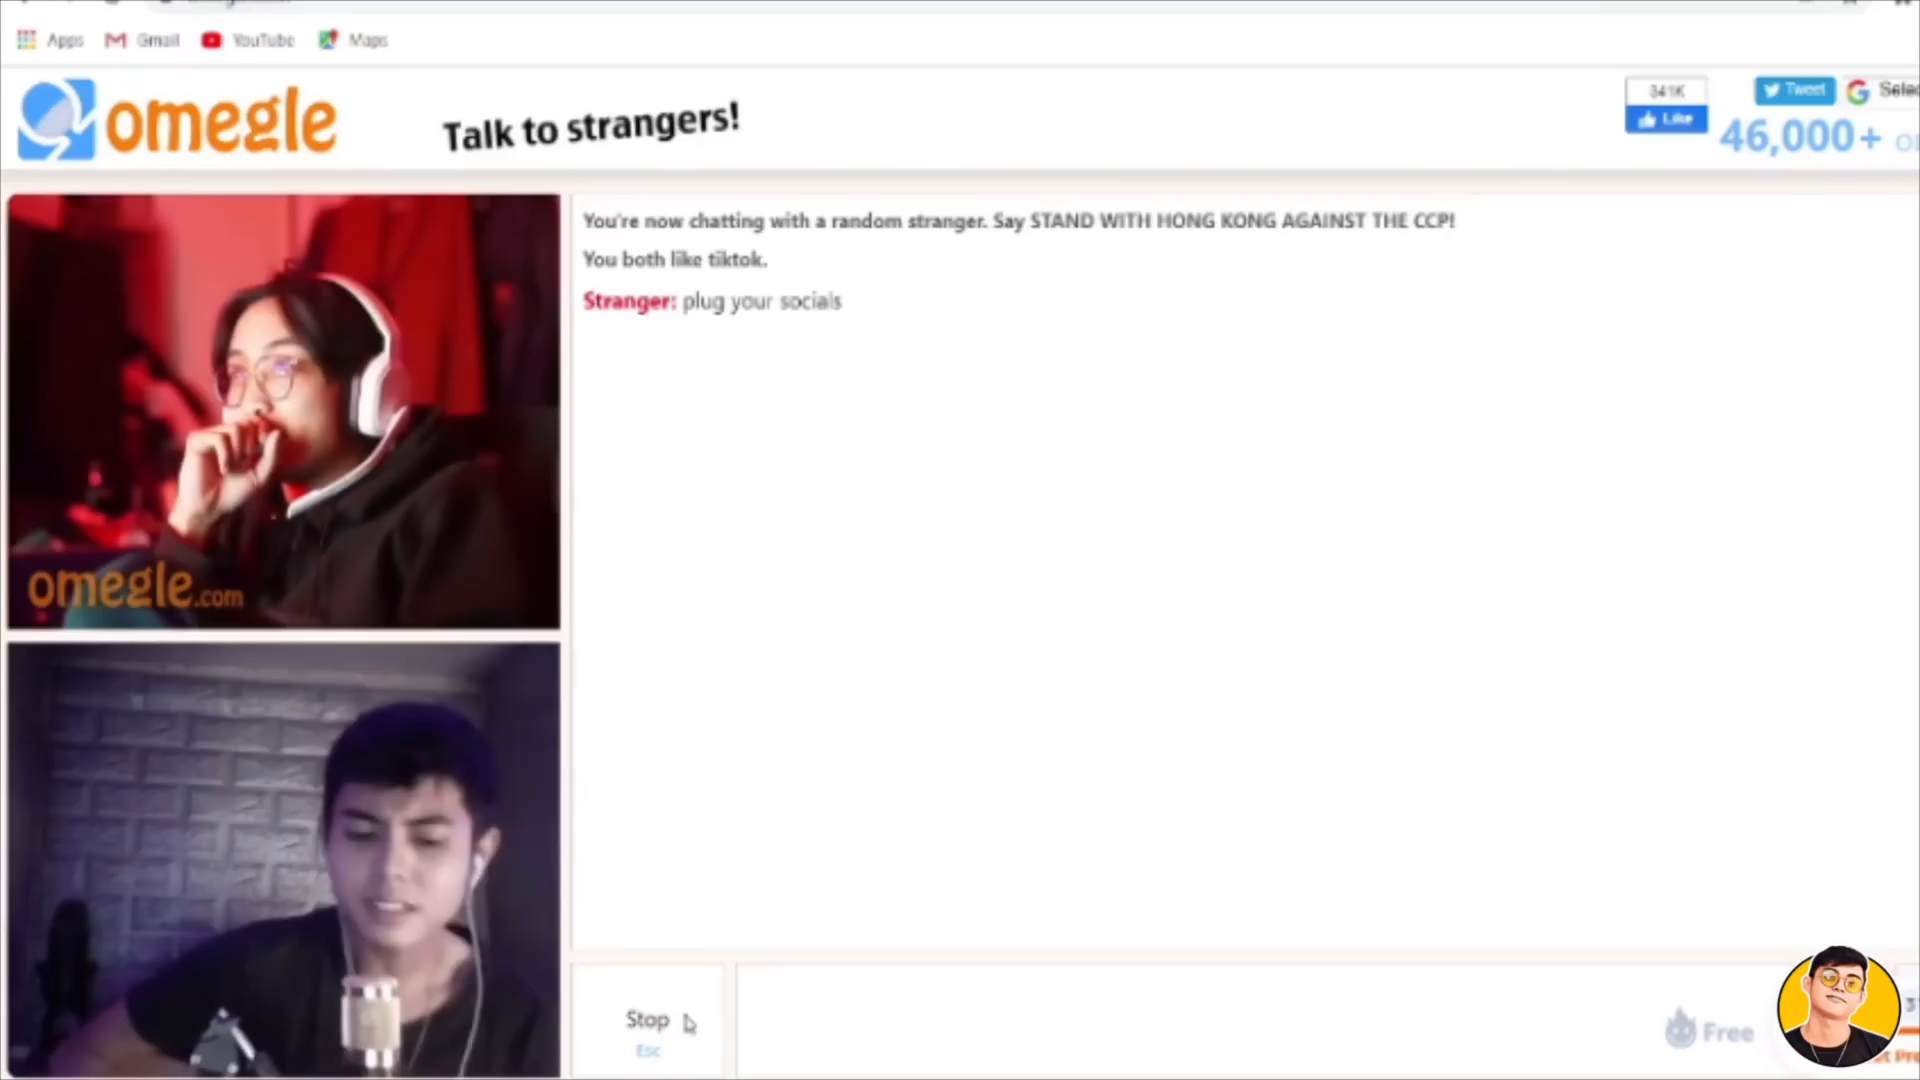 Apps Gmail YouTube Maps
omegle
Talk to strangers!
341K
Like
Tweet
46,000+
You're now chatting with a random stranger. Say STAND WITH HONG KONG AGAINST THE CCP!
You both like tiktok.
Stranger: plug your socials
omegle.com
Stop
Esc
Free